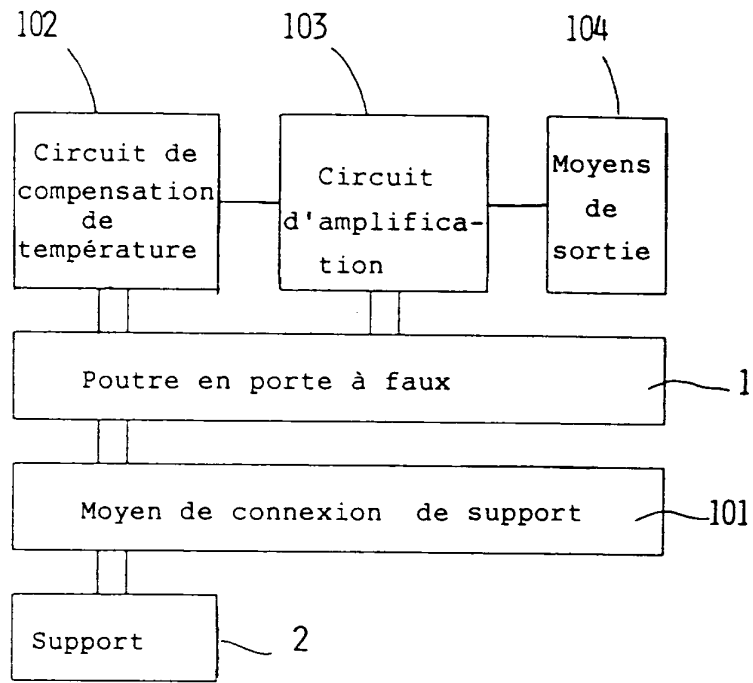 102
103
104
Circuit de
compensation
de
température
Circuit
d'amplifica-
tion
Moyens
de
sortie
Poutre en porte à faux
1
Moyen de connexion de support
101
Support
2